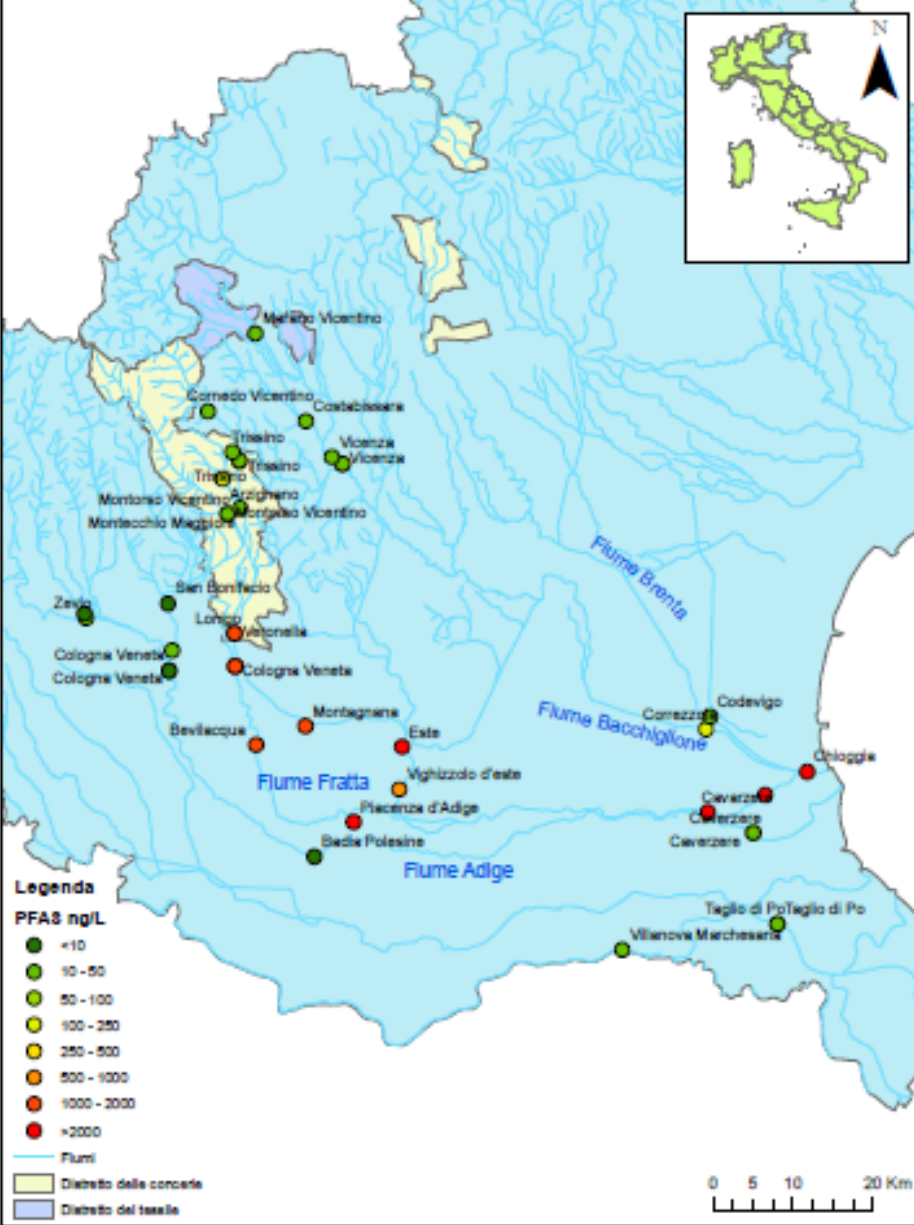 N
Marano Vicentino
Cornedo Vicentino
Costabissara
Trissino
Vicenza
Trissino
Vicenza
Trissino
Arzignano
Montorso Vicentino
Montorso Vicentino
Montecchio Maggiore
Fiume Brenta
San Bonifacio
Zevio
Lonigo
Veronella
Cologna Veneta
Cologna Veneta
Cologna Veneta
Codevigo
Montagnana
Correzzola
Fiume Bacchiglione
Bevilacqua
Este
Chioggia
Fiume Fratta
Vighizzolo d'este
Cavarzere
Piacenza d'Adige
Cavarzere
Badia Polesine
Cavarzere
Fiume Adige
Legenda
Taglio di PoTaglio di Po
PFAS ng/L
Villanova Marchesana
<10
10 - 50
50 - 100
100 - 250
250 - 500
500 - 1000
1000 - 2000
>2000
Fiumi
Distretto delle concerie
Distretto del tessile
0 5 10 20 Km